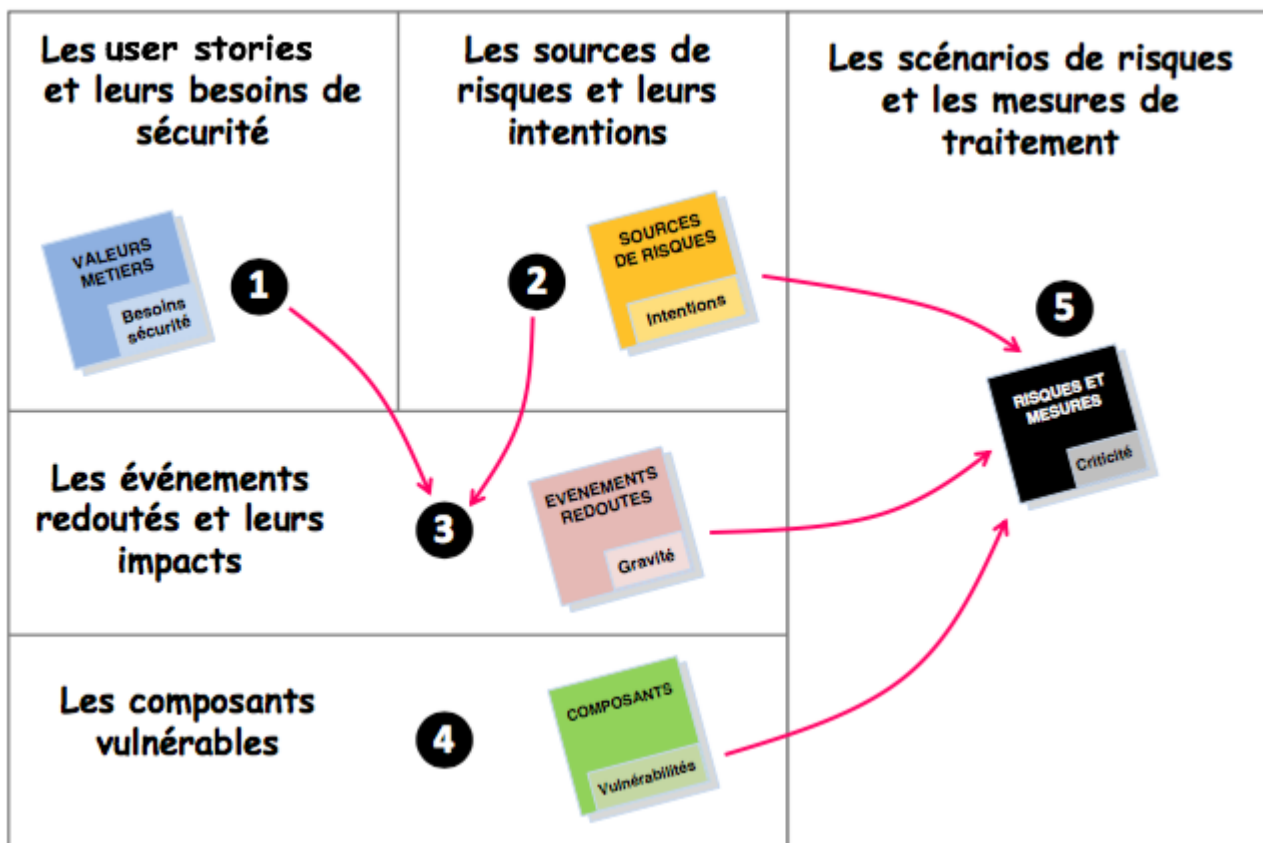 Les user stories
et leurs besoins de
sécurité
VALEURS
METIERS
Besoins
sécurité
1
Les sources de
risques et leurs
intentions
2
SOURCES
DE RISQUES
Intentions
Les scénarios de risques
et les mesures de
traitement
5
RISQUES ET
MESURES
Criticité
Les événements
redoutés et leurs
impacts
3
EVENEMENTS
REDOUTES
Gravité
Les composants
vulnérables
4
COMPOSANTS
Vulnérabilités